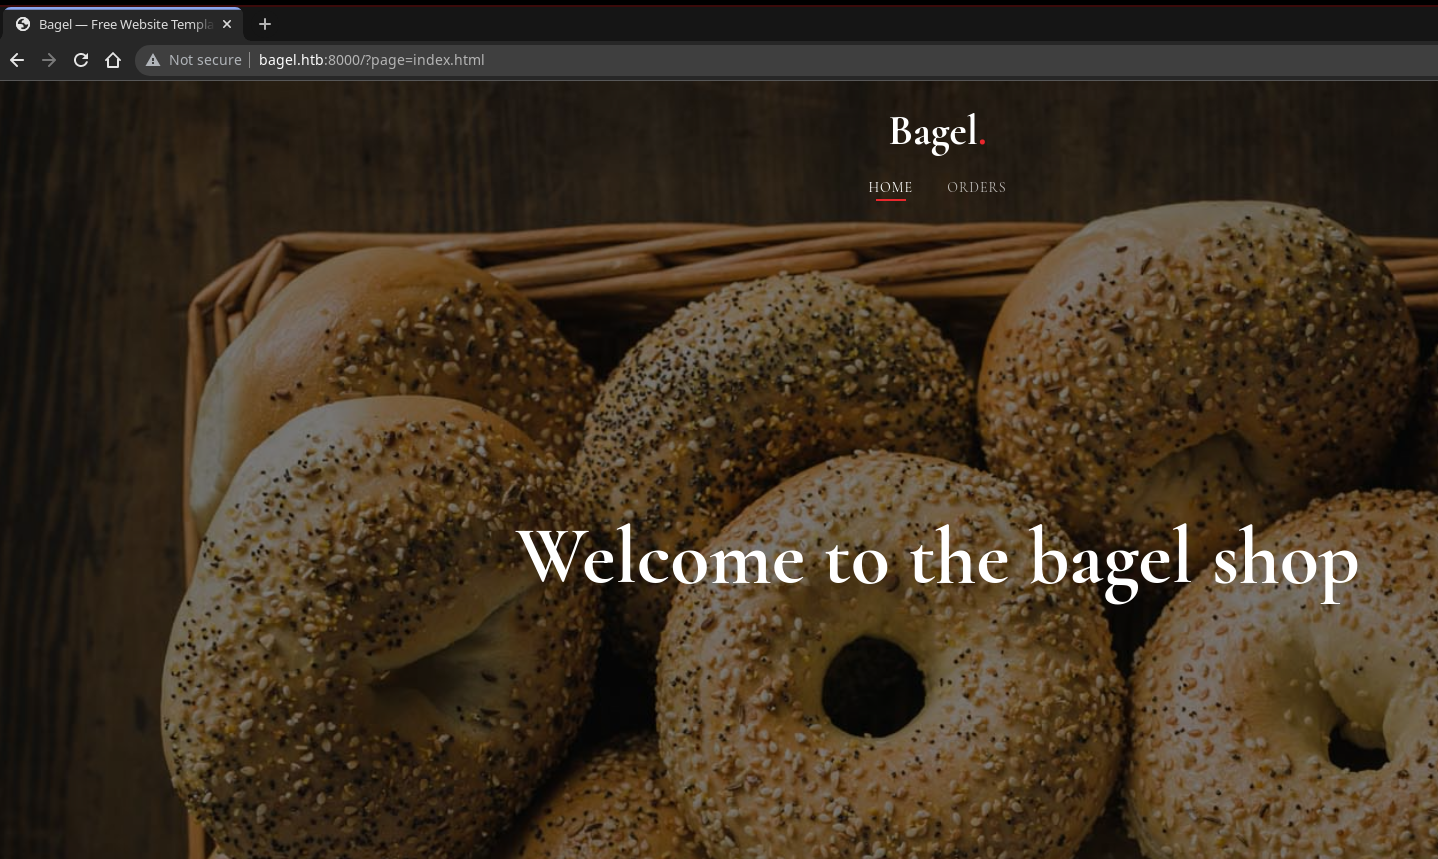 Bagel — Free Website Templa
Not secure
bagel.htb:8000/?page=index.html
Bagel.
HOME ORDERS
Welcome to the bagel shop